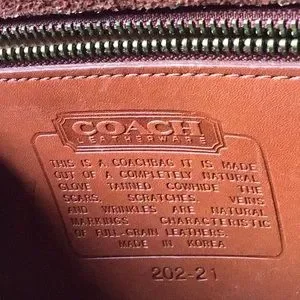 COACH
LEATHERWARE
THIS IS A COACHBAG IT IS MADE
OUT OF A COMPLETELY NATURAL
GLOVE TANNED COWHIDE THE
SCARS, SCRATCHES, VEINS
AND WRINKLES ARE NATURAL
MARKINGS CHARACTERISTIC
OF FULL-GRAIN LEATHERS.
MADE IN KOREA
202-21